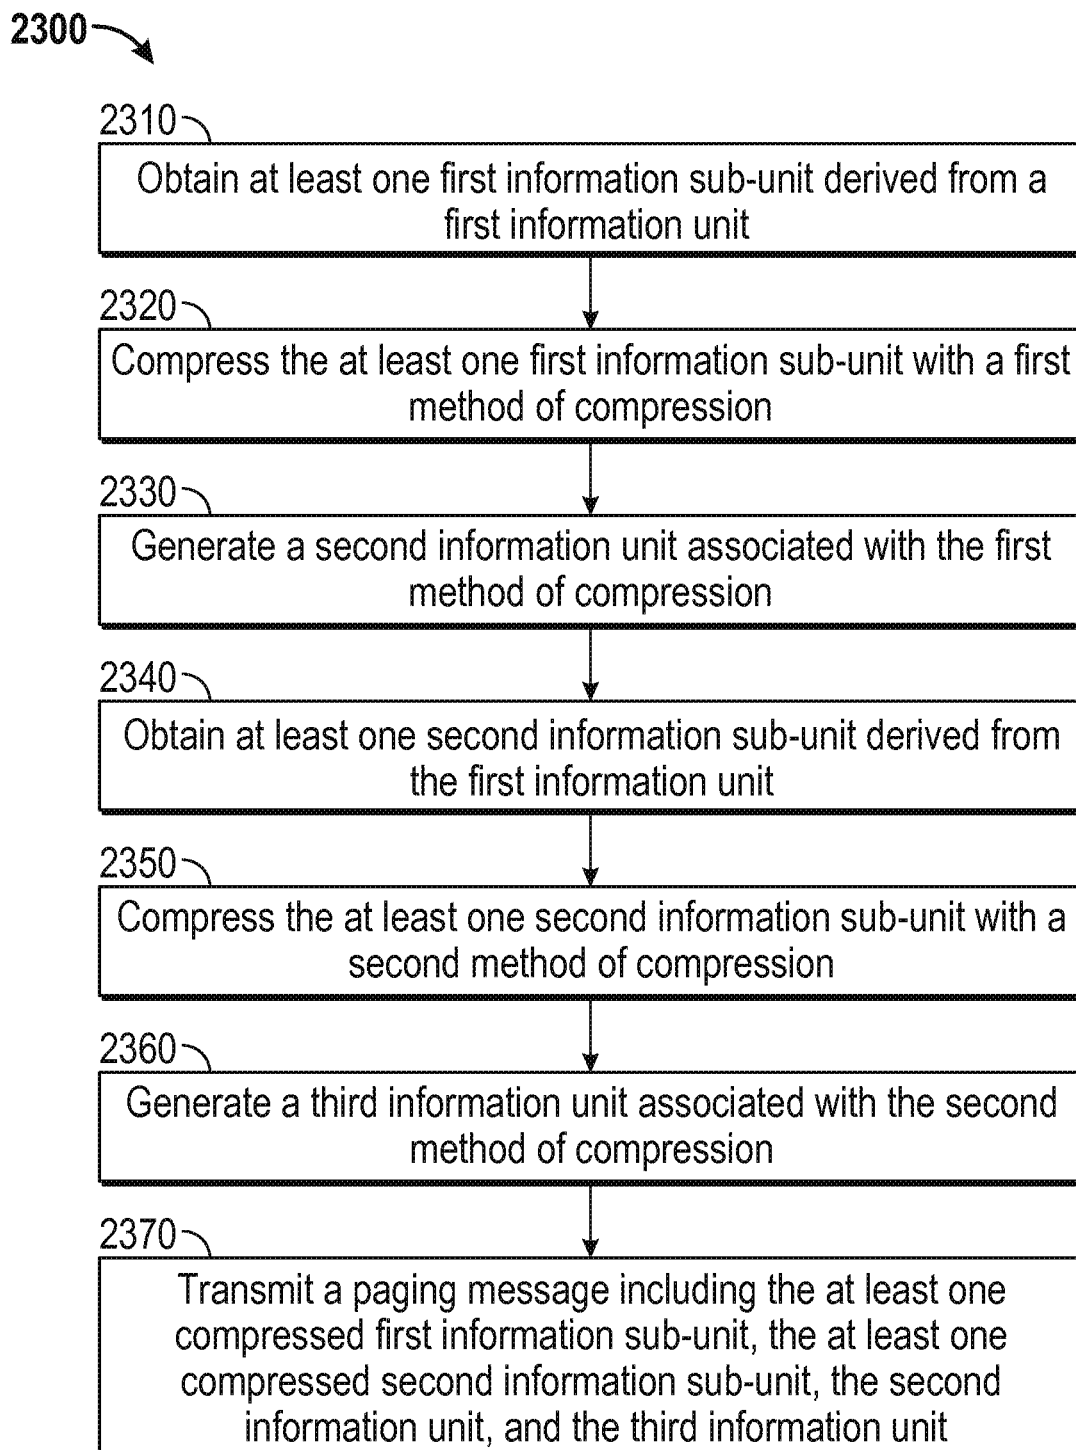 2300
2310
Obtain at least one first information sub-unit derived from a
first information unit
2320
Compress the at least one first information sub-unit with a first
method of compression
2330
Generate a second information unit associated with the first
method of compression
2340
Obtain at least one second information sub-unit derived from
the first information unit
2350
Compress the at least one second information sub-unit with a
second method of compression
2360
Generate a third information unit associated with the second
method of compression
2370
Transmit a paging message including the at least one
compressed first information sub-unit, the at least one
compressed second information sub-unit, the second
information unit, and the third information unit